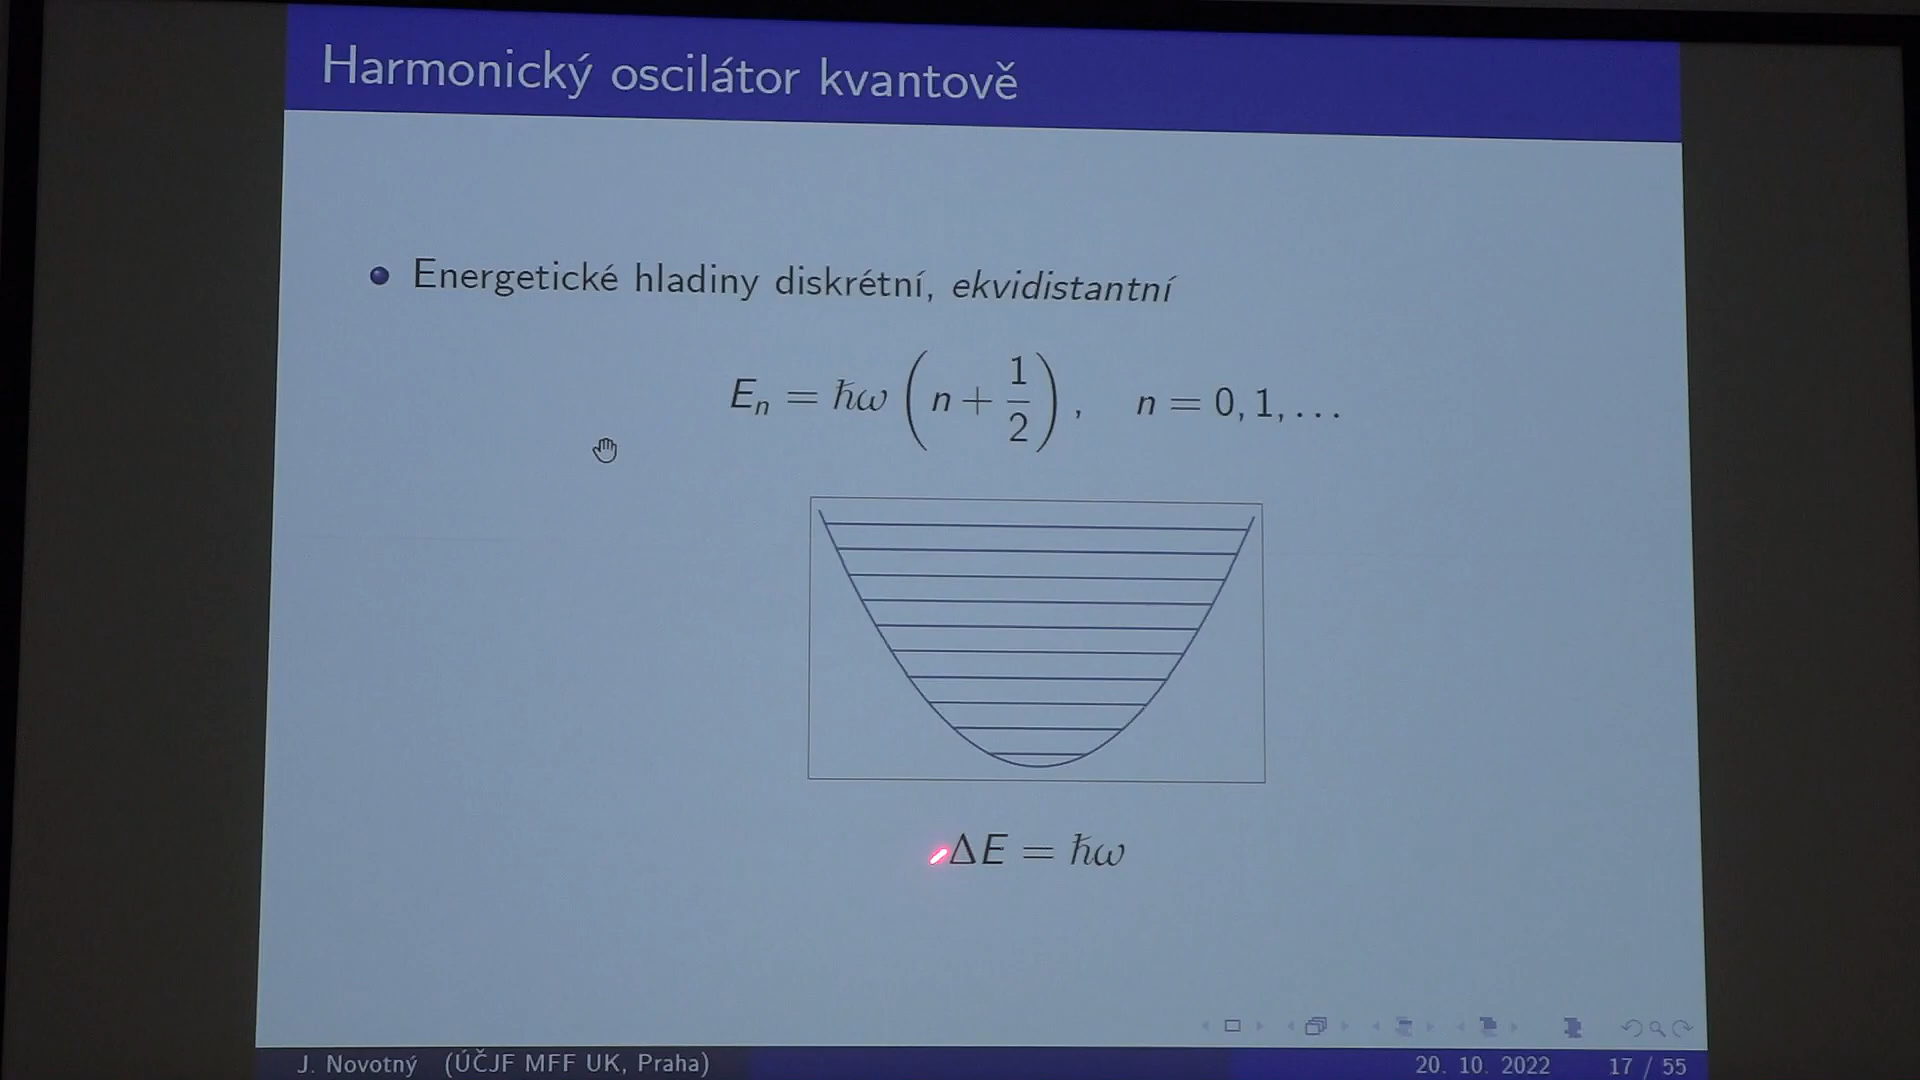 Harmonický oscilátor kvantově
Energetické hladiny diskrétní, ekvidistantní
Eₙ = ℏω (n + 1/2), n = 0, 1, …
ΔE = ℏω
J. Novotný (ÚČJF MFF UK, Praha) 20. 10. 2022 17 / 55